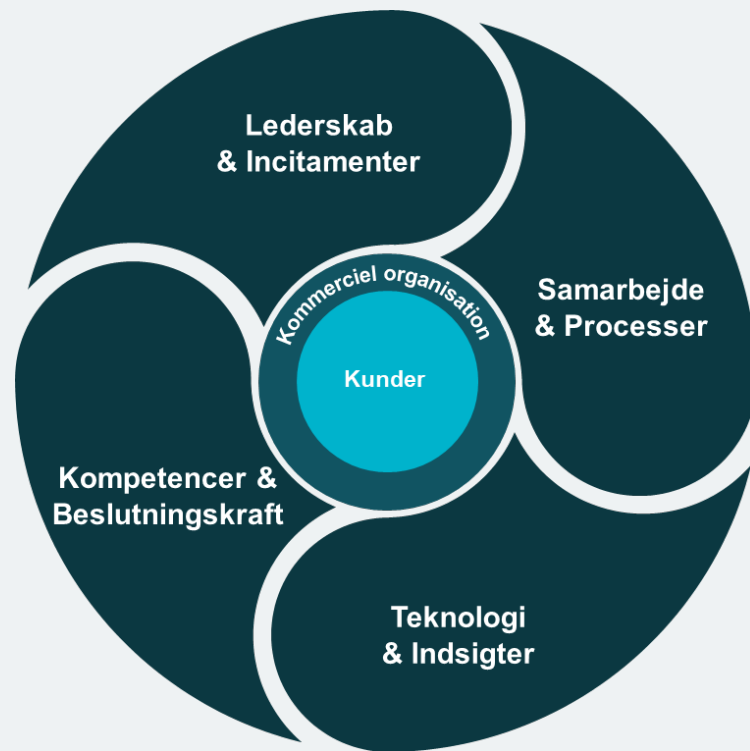 Lederskab
& Incitamenter
Samarbejde
& Processer
Kommerciel organisation
Kunder
Kompetencer &
Beslutningskraft
Teknologi
& Indsigter